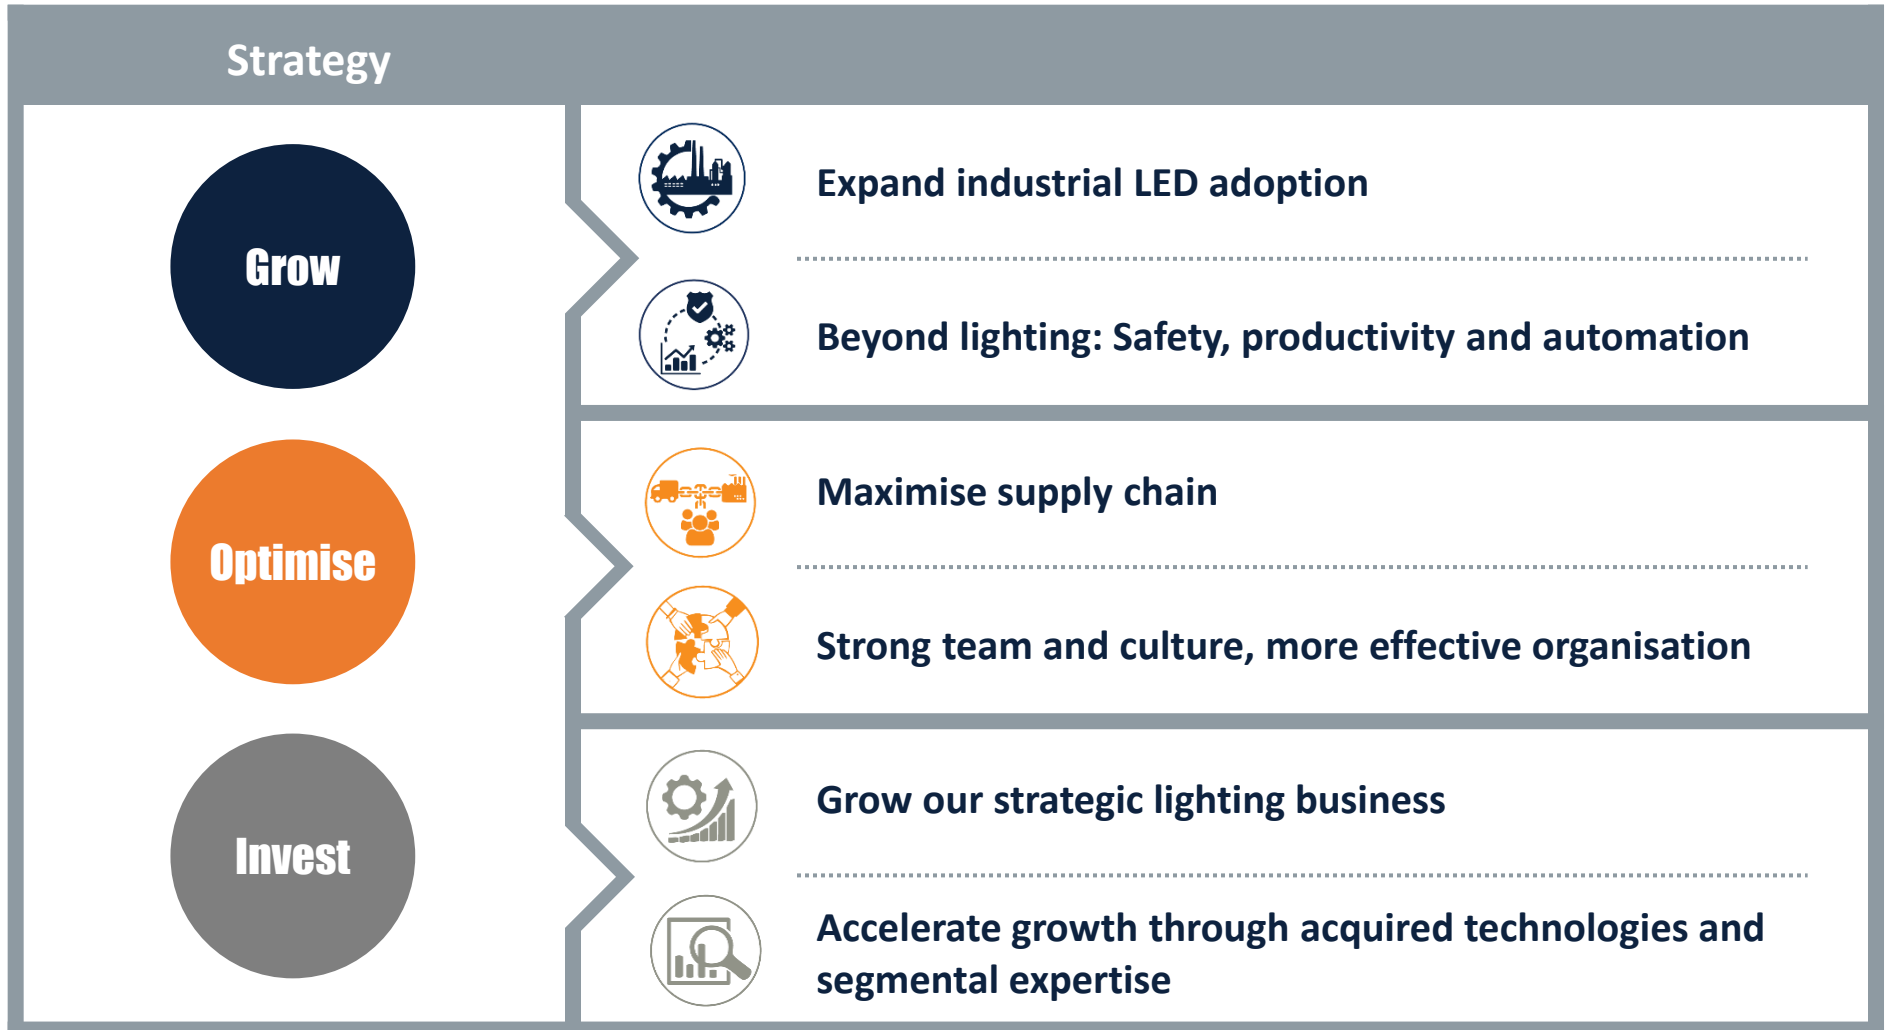 Strategy
Grow
Expand industrial LED adoption
Beyond lighting: Safety, productivity and automation
Optimise
Maximise supply chain
Strong team and culture, more effective organisation
Invest
Grow our strategic lighting business
Accelerate growth through acquired technologies and
segmental expertise